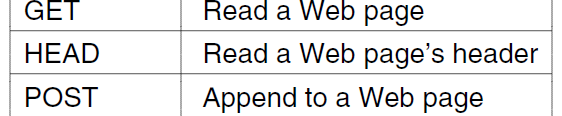 GET Read a Web page
HEAD Read a Web page's header
POST Append to a Web page